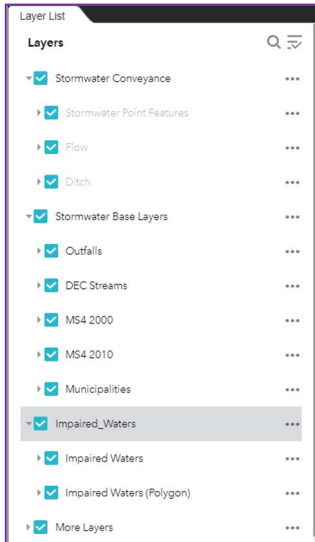 Layer List
Layers
Stormwater Conveyance
Stormwater Point Features
Flow
Ditch
Stormwater Base Layers
Outfalls
DEC Streams
MS4 2000
MS4 2010
Municipalities
Impaired_Waters
Impaired Waters
Impaired Waters (Polygon)
More Layers